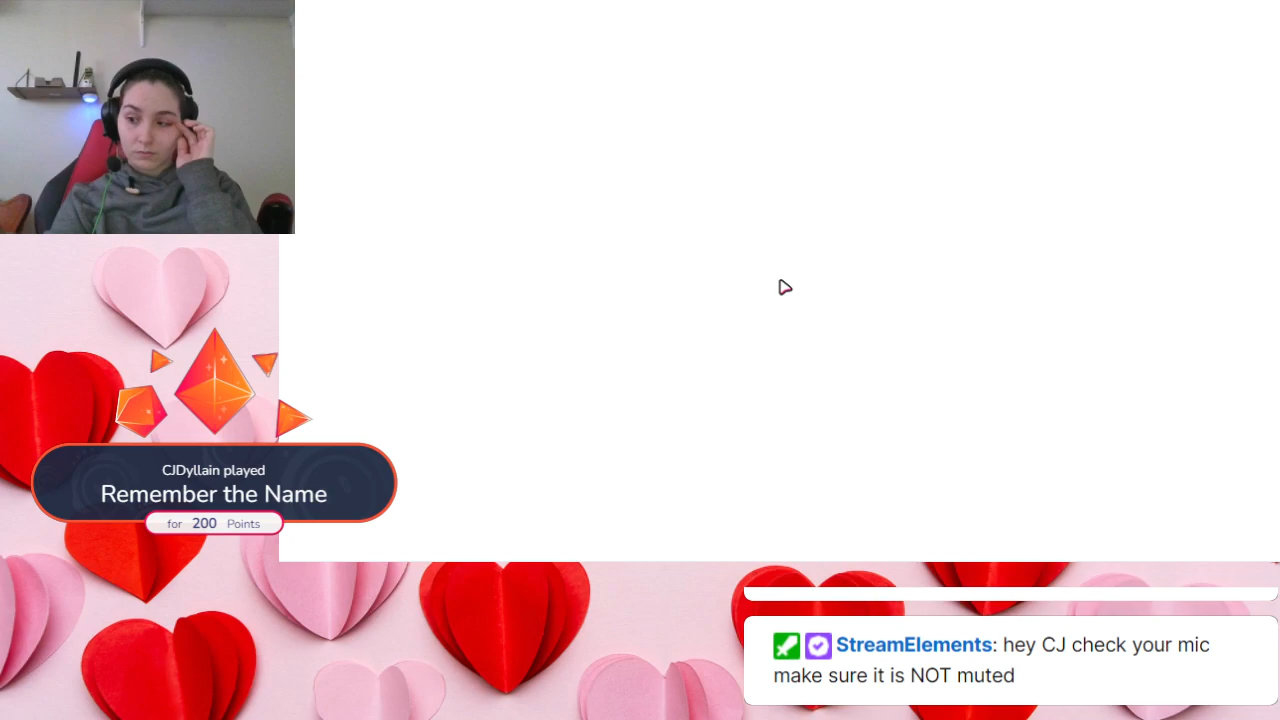 CJDyllain played
Remember the Name
for 200 Points
StreamElements: hey CJ check your mic
make sure it is NOT muted